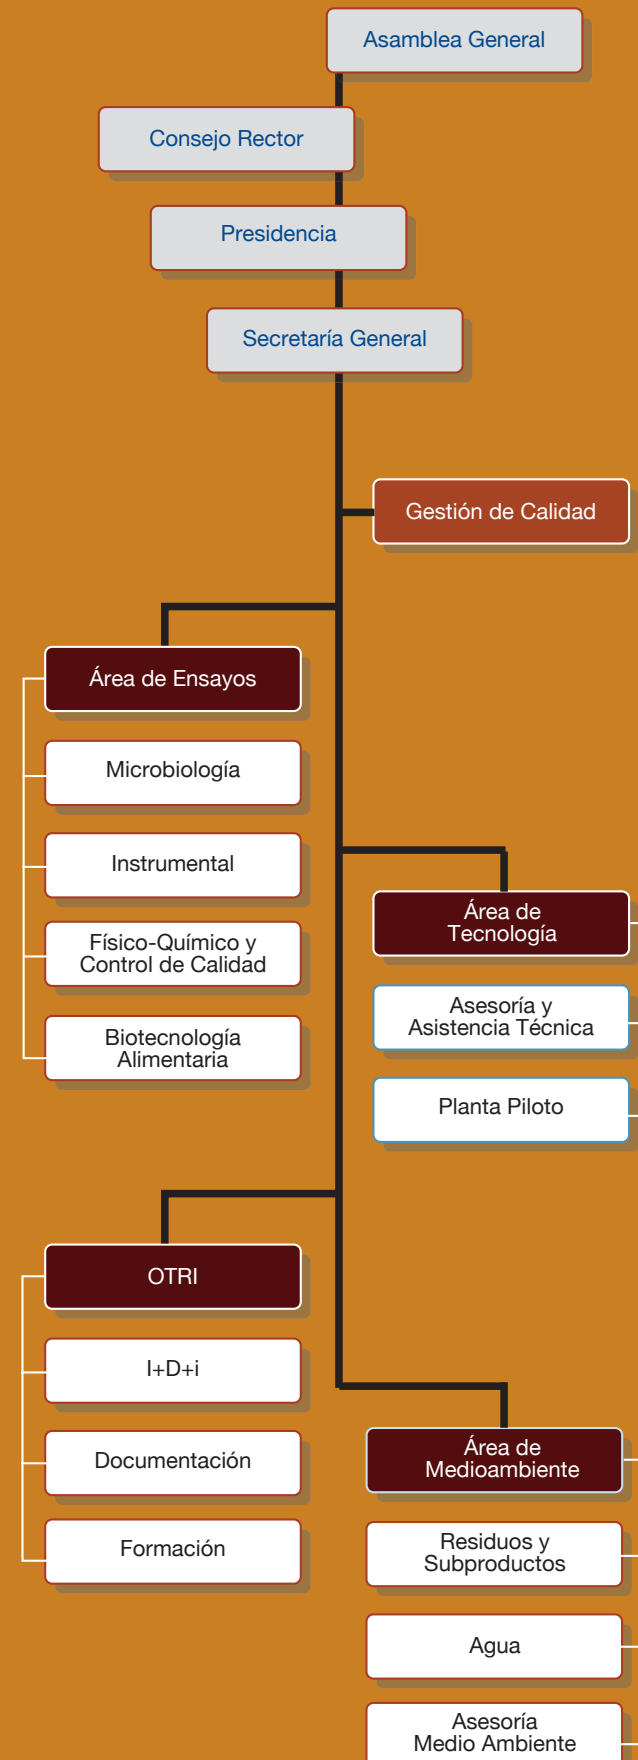 Asamblea General
Consejo Rector
Presidencia
Secretaría General
Gestión de Calidad
Área de Ensayos
Microbiología
Instrumental
Físico-Químico y
Control de Calidad
Biotecnología
Alimentaria
Área de
Tecnología
Asesoría y
Asistencia Técnica
Planta Piloto
OTRI
I+D+i
Documentación
Formación
Área de
Medioambiente
Residuos y
Subproductos
Agua
Asesoría
Medio Ambiente